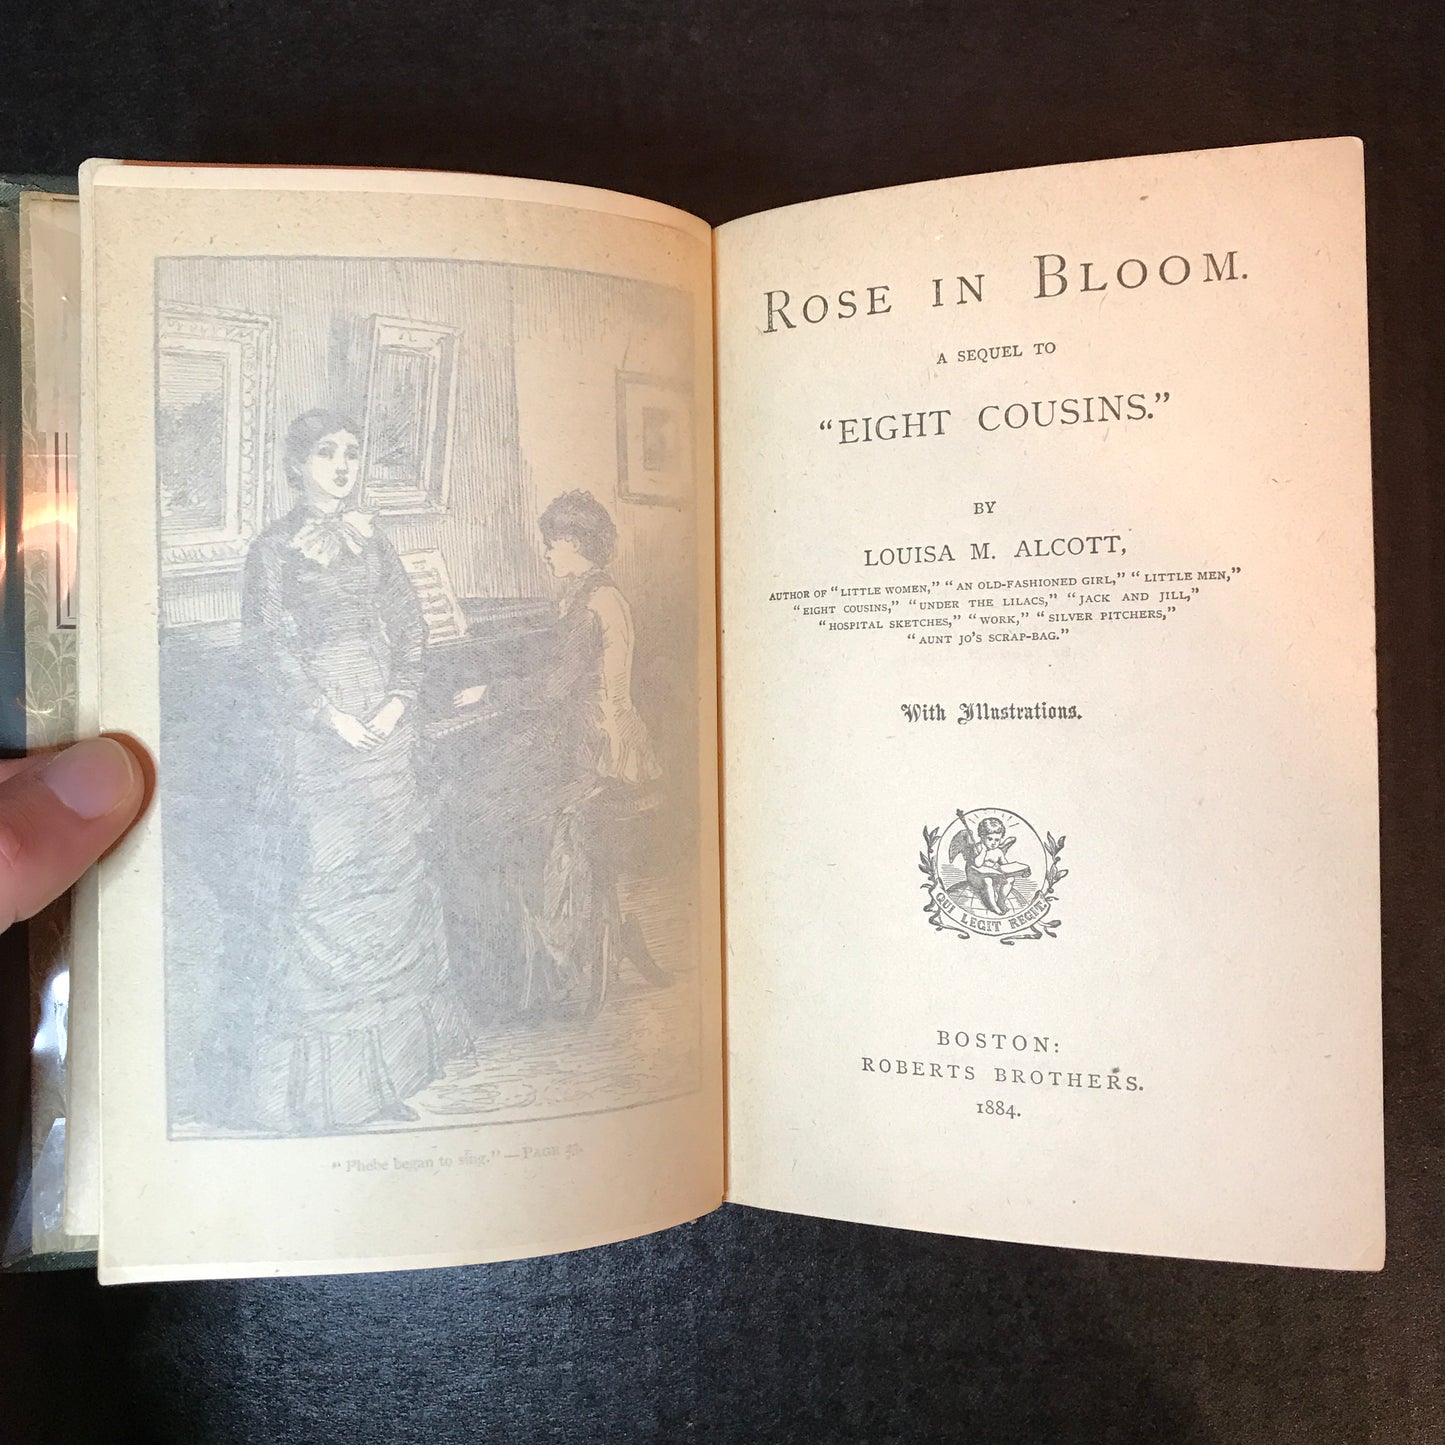 "Phebe began to sing."—PAGE
ROSE IN BLOOM.
A SEQUEL TO
"EIGHT COUSINS."
BY
LOUISA M. ALCOTT,
AUTHOR OF "LITTLE WOMEN," "AN OLD-FASHIONED GIRL," "LITTLE MEN,"
"EIGHT COUSINS," "UNDER THE LILACS," "JACK AND JILL,"
"HOSPITAL SKETCHES," "WORK," "SILVER PITCHERS,"
"AUNT JO'S SCRAP-BAG."
With Illustrations.
QUI LEGIT REGIT
BOSTON:
ROBERTS BROTHERS.
1884.